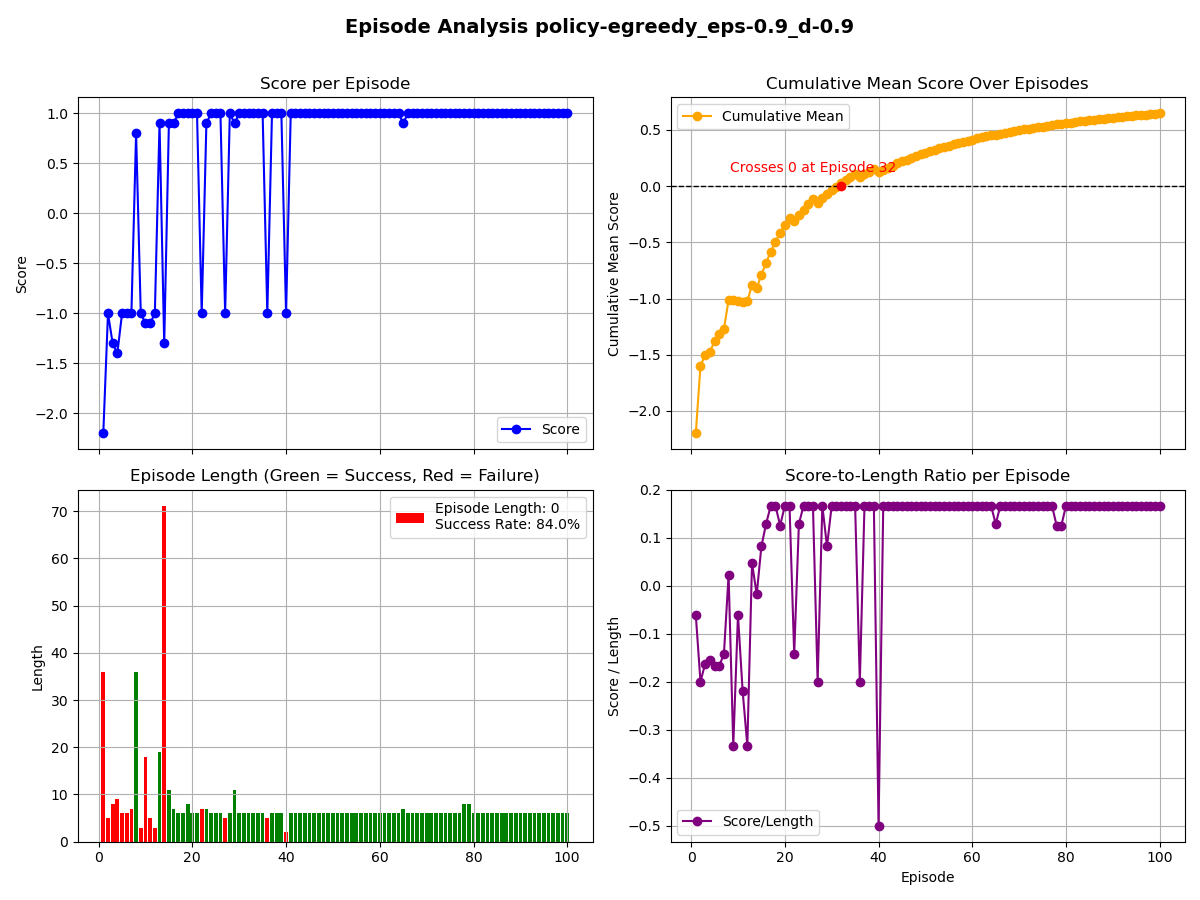 Episode Analysis policy-egreedy_eps-0.9_d-0.9
Score per Episode
1.0
0.5
0.0
−0.5
−1.0
−1.5
−2.0
Score
Score
Cumulative Mean Score Over Episodes
Cumulative Mean
Crosses 0 at Episode 32
0.5
0.0
−0.5
−1.0
−1.5
−2.0
Cumulative Mean Score
Episode Length (Green = Success, Red = Failure)
Episode Length: 0
Success Rate: 84.0%
70
60
50
40
30
20
10
0
Length
0 20 40 60 80 100
Score-to-Length Ratio per Episode
0.2
0.1
0.0
−0.1
−0.2
−0.3
−0.4
−0.5
Score / Length
Score/Length
0 20 40 60 80 100
Episode